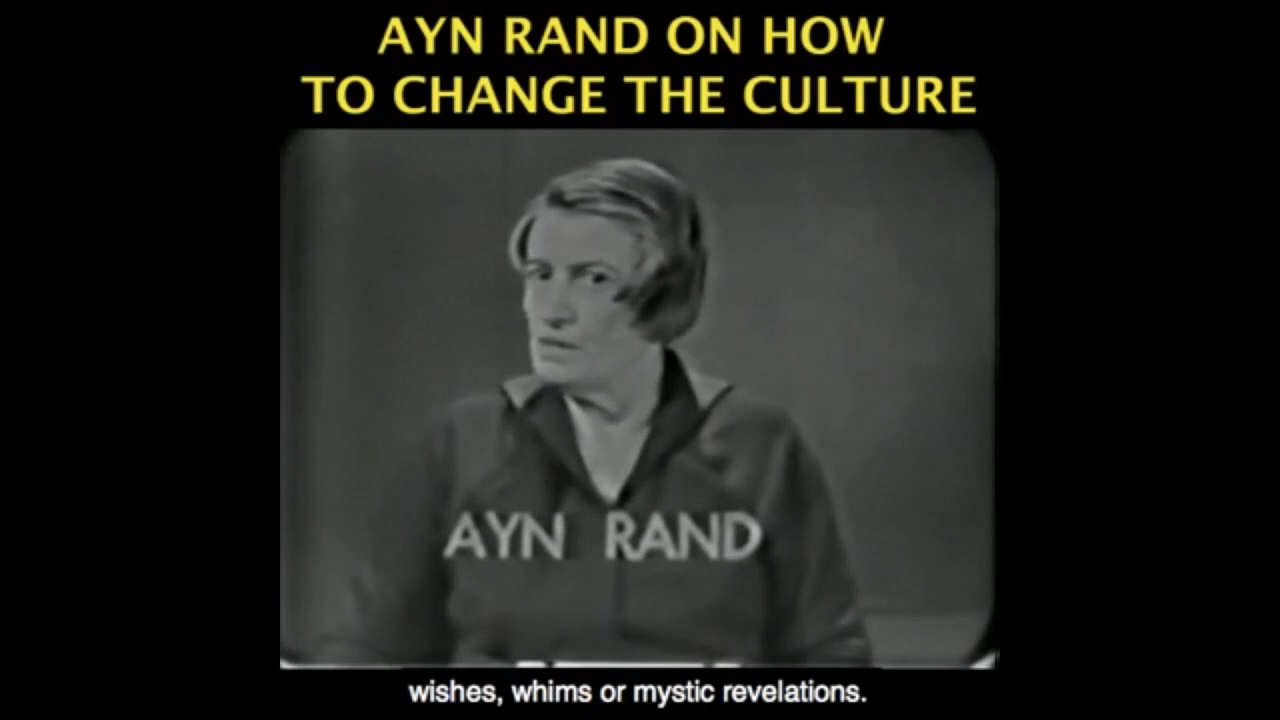 AYN RAND ON HOW
TO CHANGE THE CULTURE
AYN RAND
wishes, whims or mystic revelations.